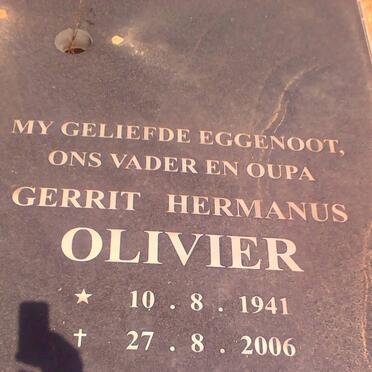 MY GELIEFDE EGGENOOT,
ONS VADER EN OUPA
GERRIT HERMANUS
OLIVIER
★ 10 . 8 . 1941
✝ 27 . 8 . 2006